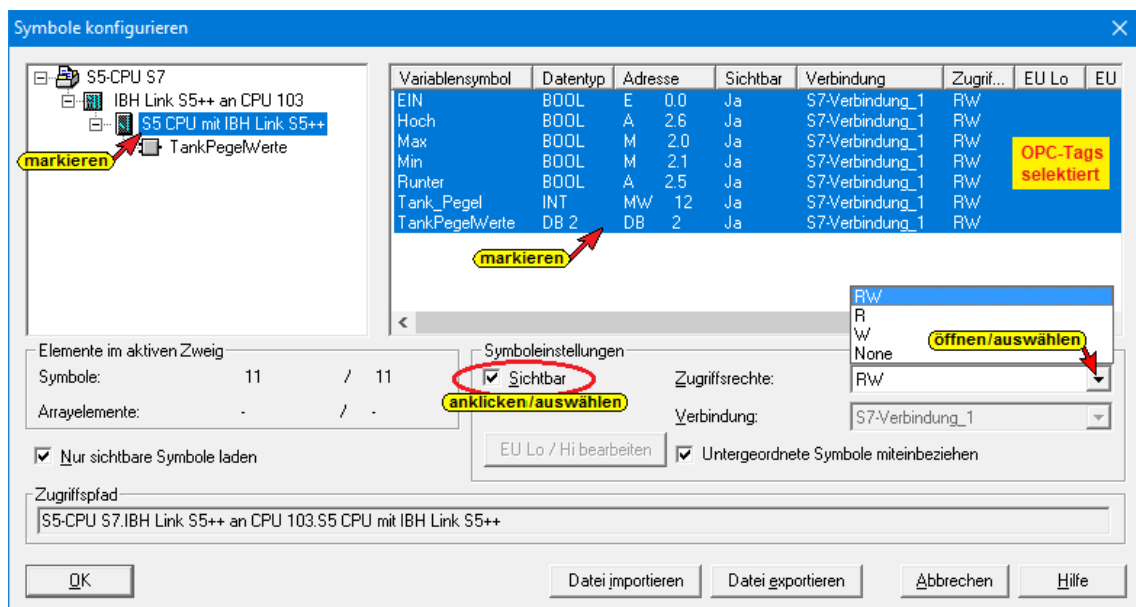 Symbole konfigurieren
S5-CPU S7
IBH Link S5++ an CPU 103
S5 CPU mit IBH Link S5++
TankPegelWerte
markieren
Variablensymbol Datentyp Adresse Sichtbar Verbindung Zugrif... EU Lo EU
EIN BOOL E 0.0 Ja S7-Verbindung_1 RW
Hoch BOOL A 2.6 Ja S7-Verbindung_1 RW
Max BOOL M 2.0 Ja S7-Verbindung_1 RW
Min BOOL M 2.1 Ja S7-Verbindung_1 RW
Runter BOOL A 2.5 Ja S7-Verbindung_1 RW
Tank_Pegel INT MW 12 Ja S7-Verbindung_1 RW
TankPegelWerte DB 2 DB 2 Ja S7-Verbindung_1 RW
OPC-Tags
selektiert
markieren
RW
R
W
None
öffnen/auswählen
Elemente im aktiven Zweig
Symbole: 11 / 11
Arrayelemente: - / -
Nur sichtbare Symbole laden
Symboleinstellungen
Sichtbar
anklicken/auswählen
Zugriffsrechte: RW
Verbindung: S7-Verbindung_1
EU Lo / Hi bearbeiten
Untergeordnete Symbole miteinbeziehen
Zugriffspfad
S5-CPU S7.IBH Link S5++ an CPU 103.S5 CPU mit IBH Link S5++
OK Datei importieren Datei exportieren Abbrechen Hilfe